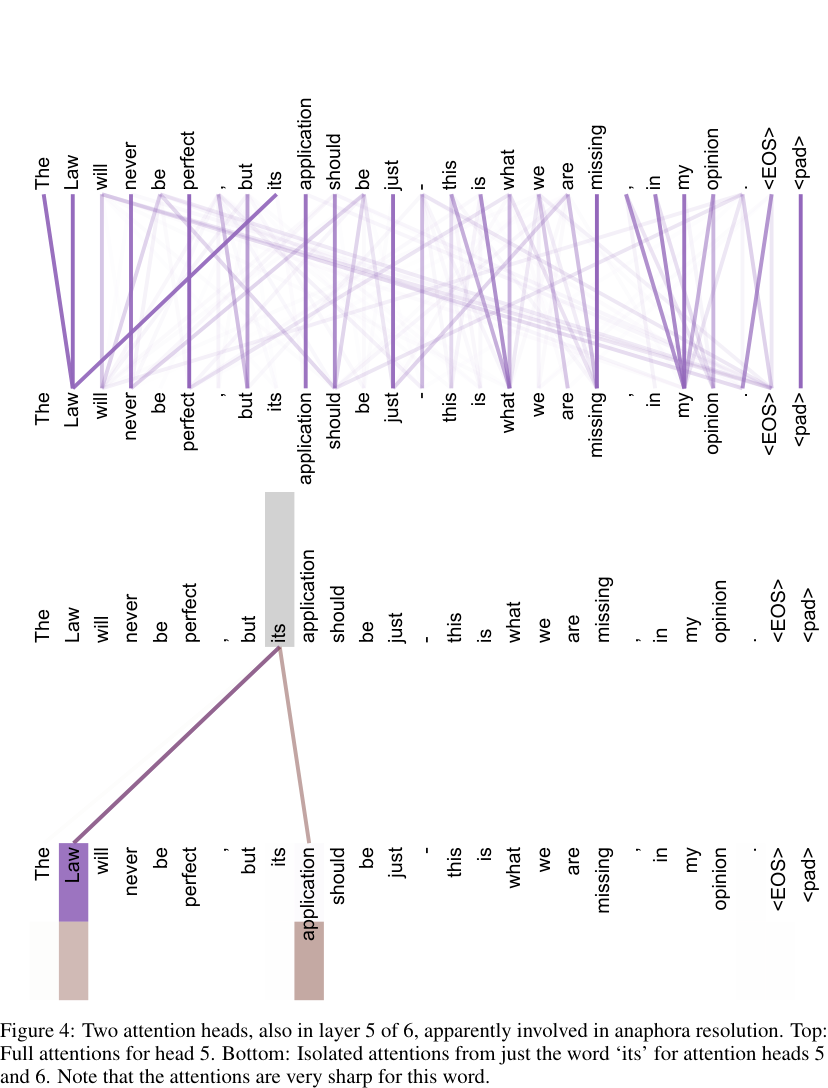 The Law will never be perfect , but its application should be just - this is what we are missing , in my opinion . <EOS> <pad>
The Law will never be perfect , but its application should be just - this is what we are missing , in my opinion . <EOS> <pad>
The Law will never be perfect , but its application should be just - this is what we are missing , in my opinion . <EOS> <pad>
The Law will never be perfect , but its application should be just - this is what we are missing , in my opinion . <EOS> <pad>
Figure 4: Two attention heads, also in layer 5 of 6, apparently involved in anaphora resolution. Top:
Full attentions for head 5. Bottom: Isolated attentions from just the word ‘its’ for attention heads 5
and 6. Note that the attentions are very sharp for this word.